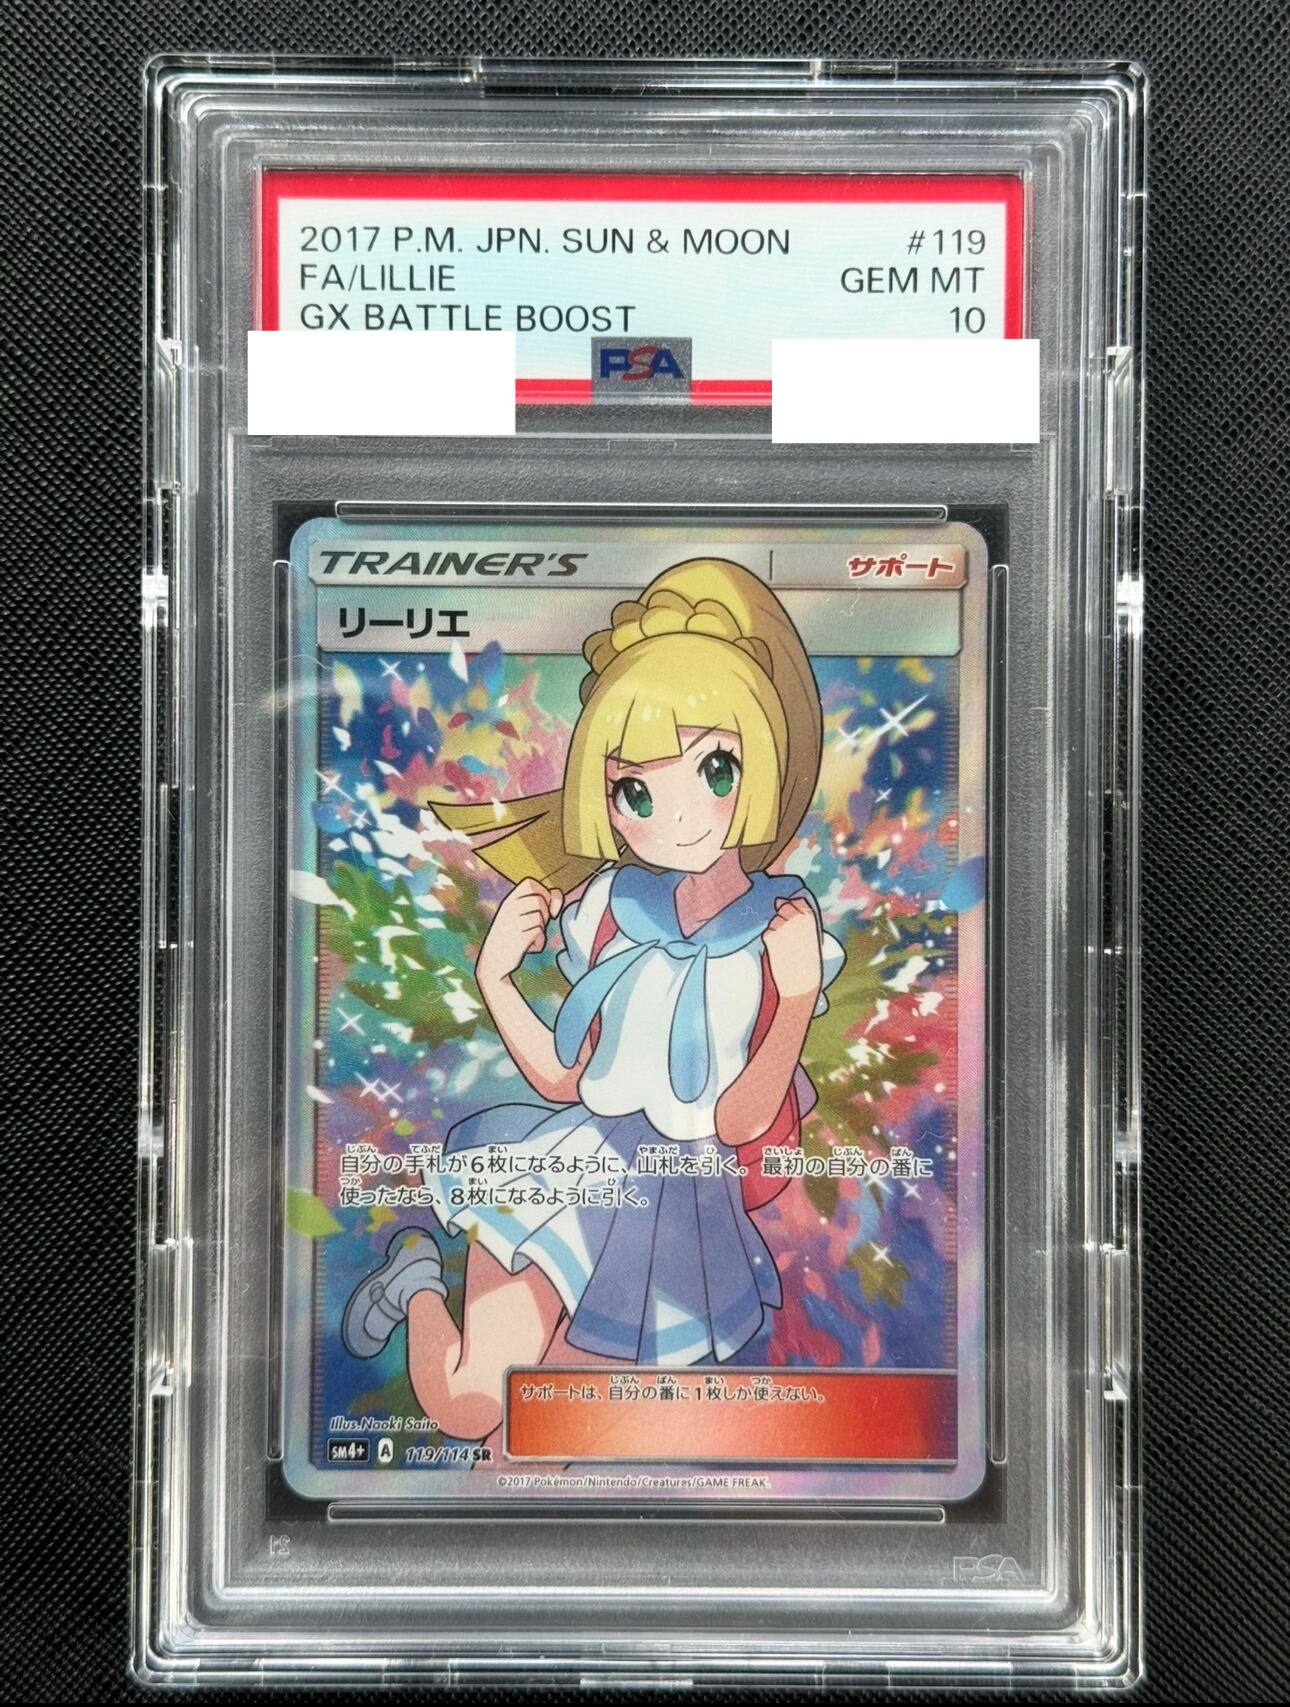 2017 P.M. JPN. SUN & MOON #119
FA/LILLIE GEM MT
GX BATTLE BOOST 10
PSA
TRAINER'S サポート
リーリエ
自分の手札が6枚になるように、山札を引く。最初の自分の番に
使ったなら、8枚になるように引く。
サポートは、自分の番に1枚しか使えない。
Illus.Naoki Saito
SM4+ A 119/114 SR
©2017 Pokémon/Nintendo/Creatures/GAME FREAK.
PSA